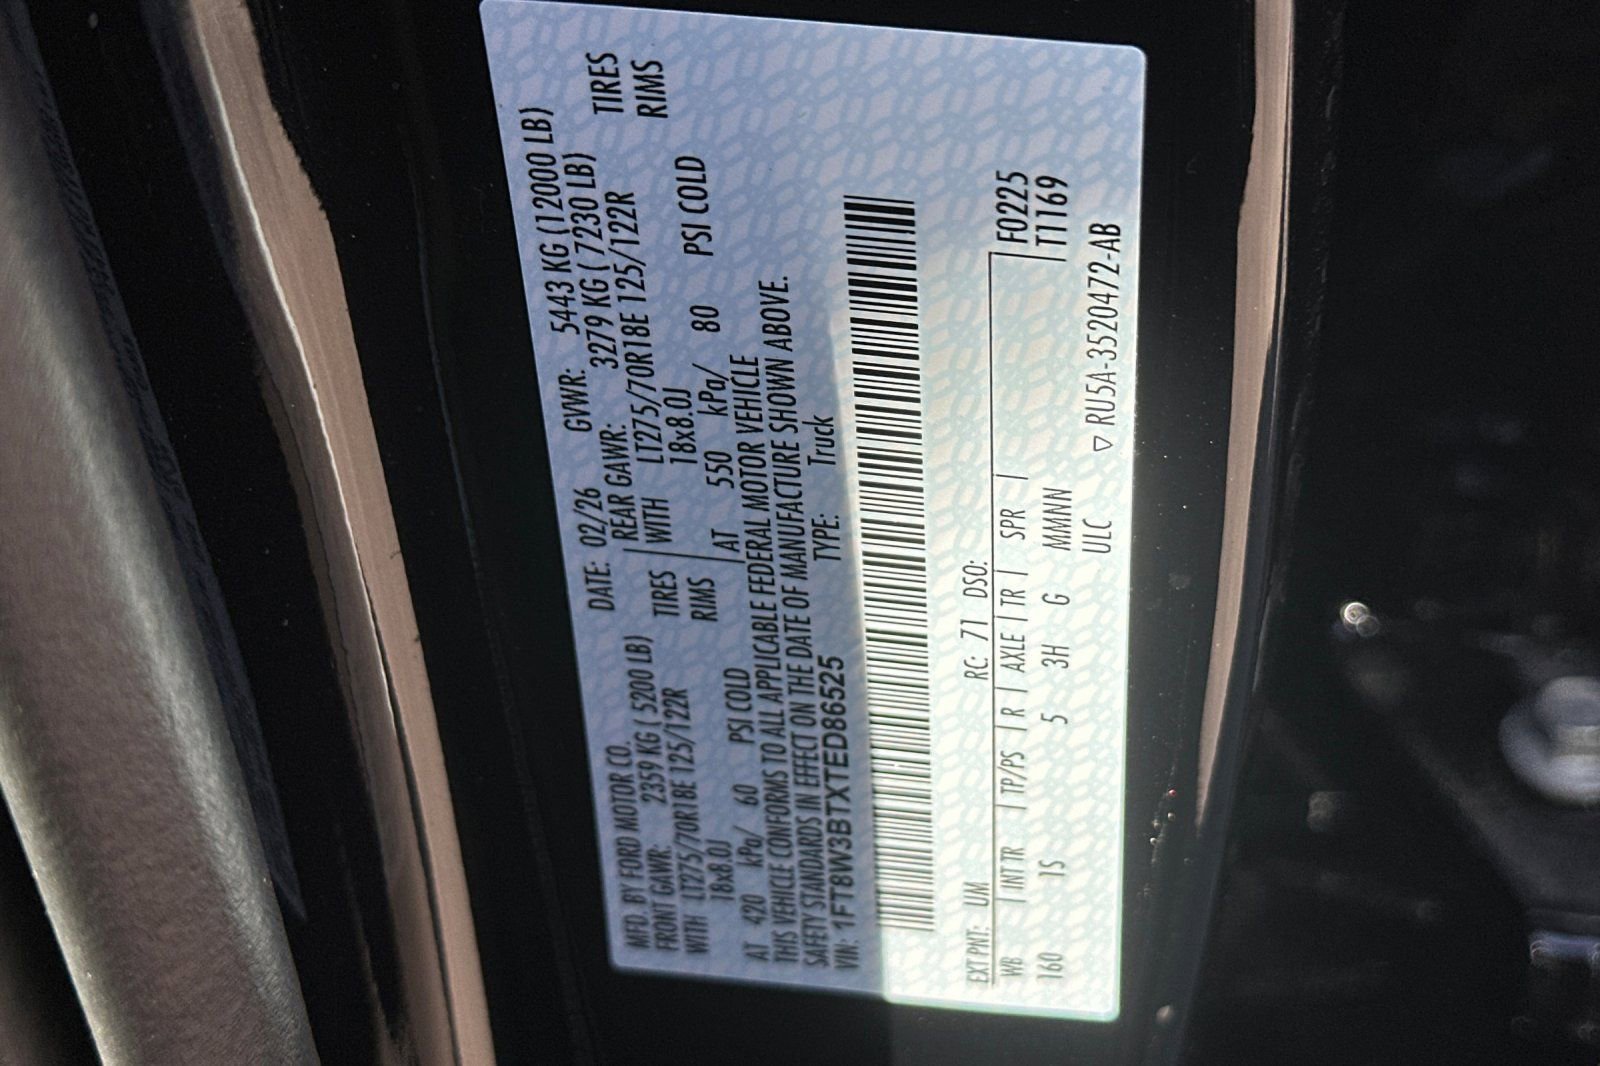 MFD. BY FORD MOTOR CO. DATE: 02/26 GVWR: 5443 KG (12000 LB)
FRONT GAWR: 2359 KG ( 5200 LB) REAR GAWR: 3279 KG ( 7230 LB)
WITH LT275/70R18E 125/122R TIRES WITH LT275/70R18E 125/122R TIRES
18x8.0J RIMS 18x8.0J RIMS
AT 420 kPa/ 60 PSI COLD AT 550 kPa/ 80 PSI COLD
THIS VEHICLE CONFORMS TO ALL APPLICABLE FEDERAL MOTOR VEHICLE
SAFETY STANDARDS IN EFFECT ON THE DATE OF MANUFACTURE SHOWN ABOVE.
VIN: 1FT8W3BTXTED86525 TYPE: Truck
EXT PNT: UM RC: 71 DSO:
WB | INT TR | TP/PS | R | AXLE | TR | SPR | F0225
160 1S 5 3H G MMNN T1169
ULC ▽ RU5A-3520472-AB